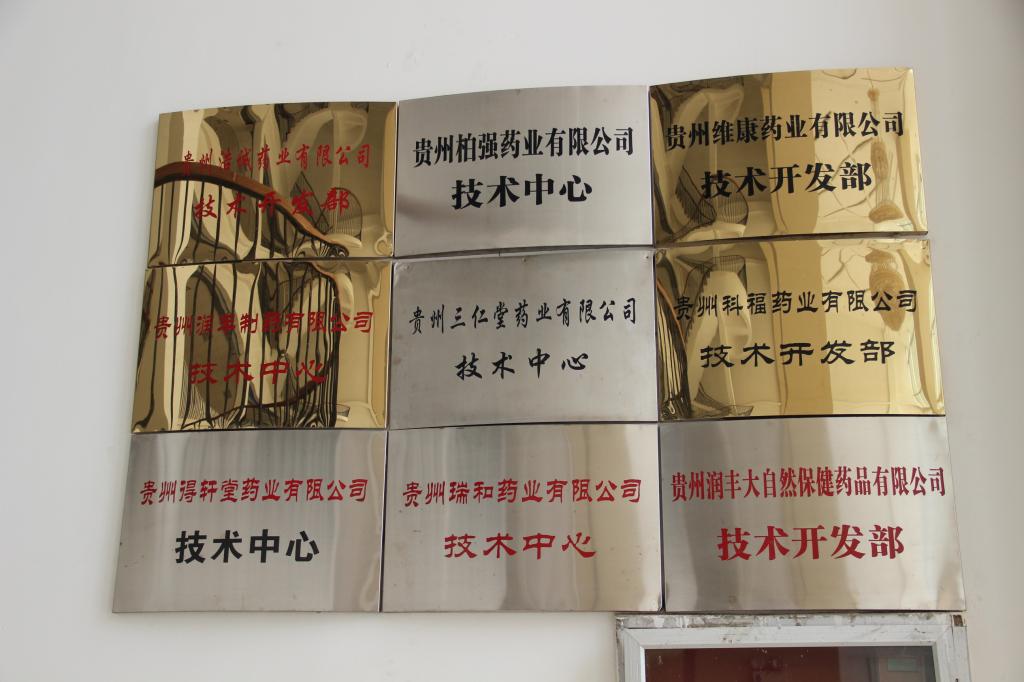 贵州浩诚药业有限公司
技术开发部
贵州柏强药业有限公司
技术中心
贵州维康药业有限公司
技术开发部
贵州制药有限公司
技术中心
贵州三仁堂药业有限公司
技术中心
贵州科福药业有限公司
技术开发部
贵州得轩堂药业有限公司
技术中心
贵州瑞和药业有限公司
技术中心
贵州润丰大自然保健药品有限公司
技术开发部